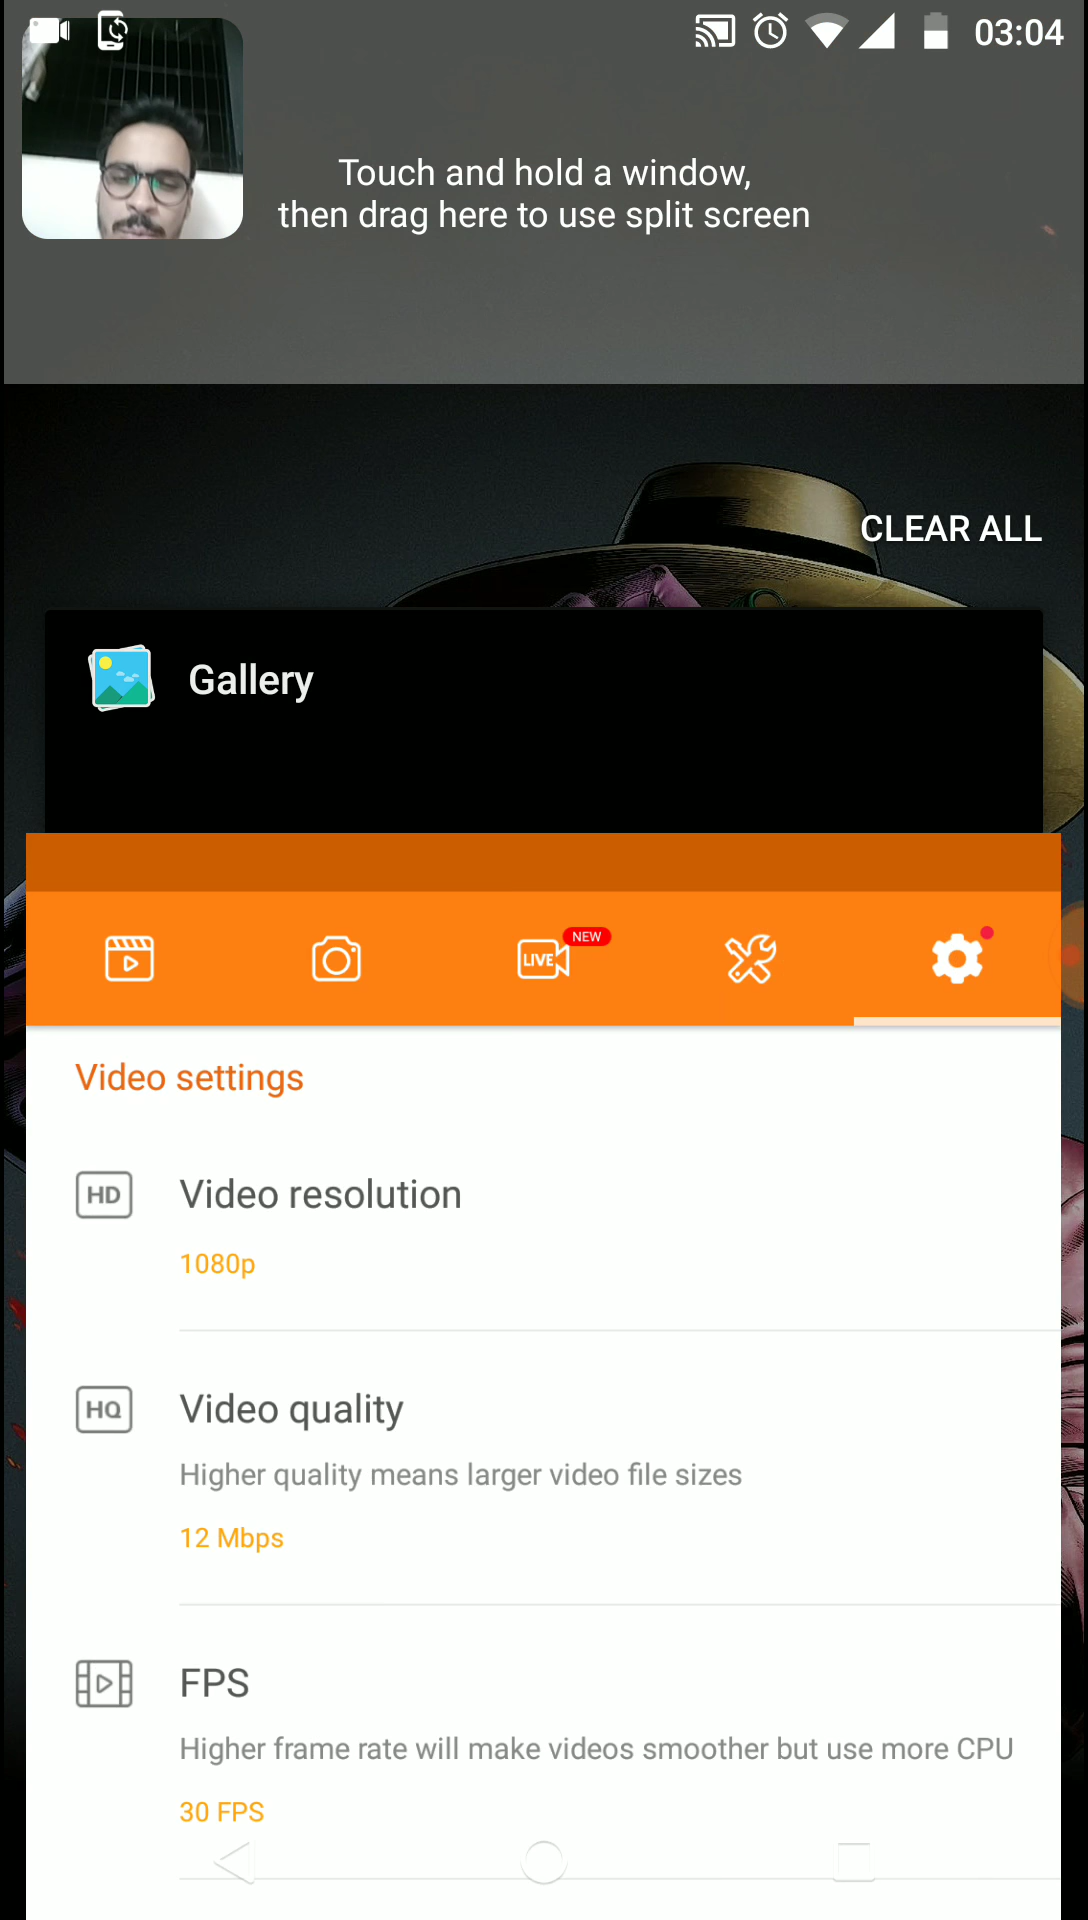 03:04
Touch and hold a window,
then drag here to use split screen
CLEAR ALL
Gallery
LIVE
NEW
Video settings
HD
Video resolution
1080p
HQ
Video quality
Higher quality means larger video file sizes
12 Mbps
FPS
Higher frame rate will make videos smoother but use more CPU
30 FPS